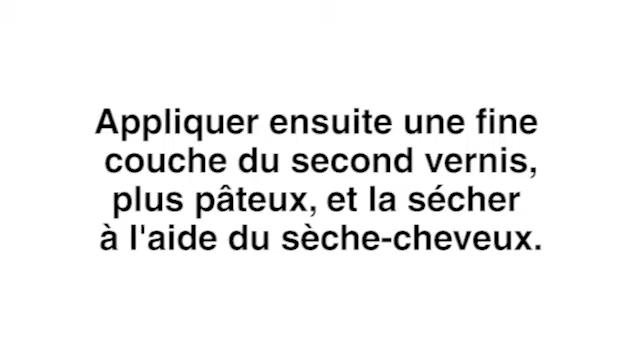 Appliquer ensuite une fine
couche du second vernis,
plus pâteux, et la sécher
à l'aide du sèche-cheveux.